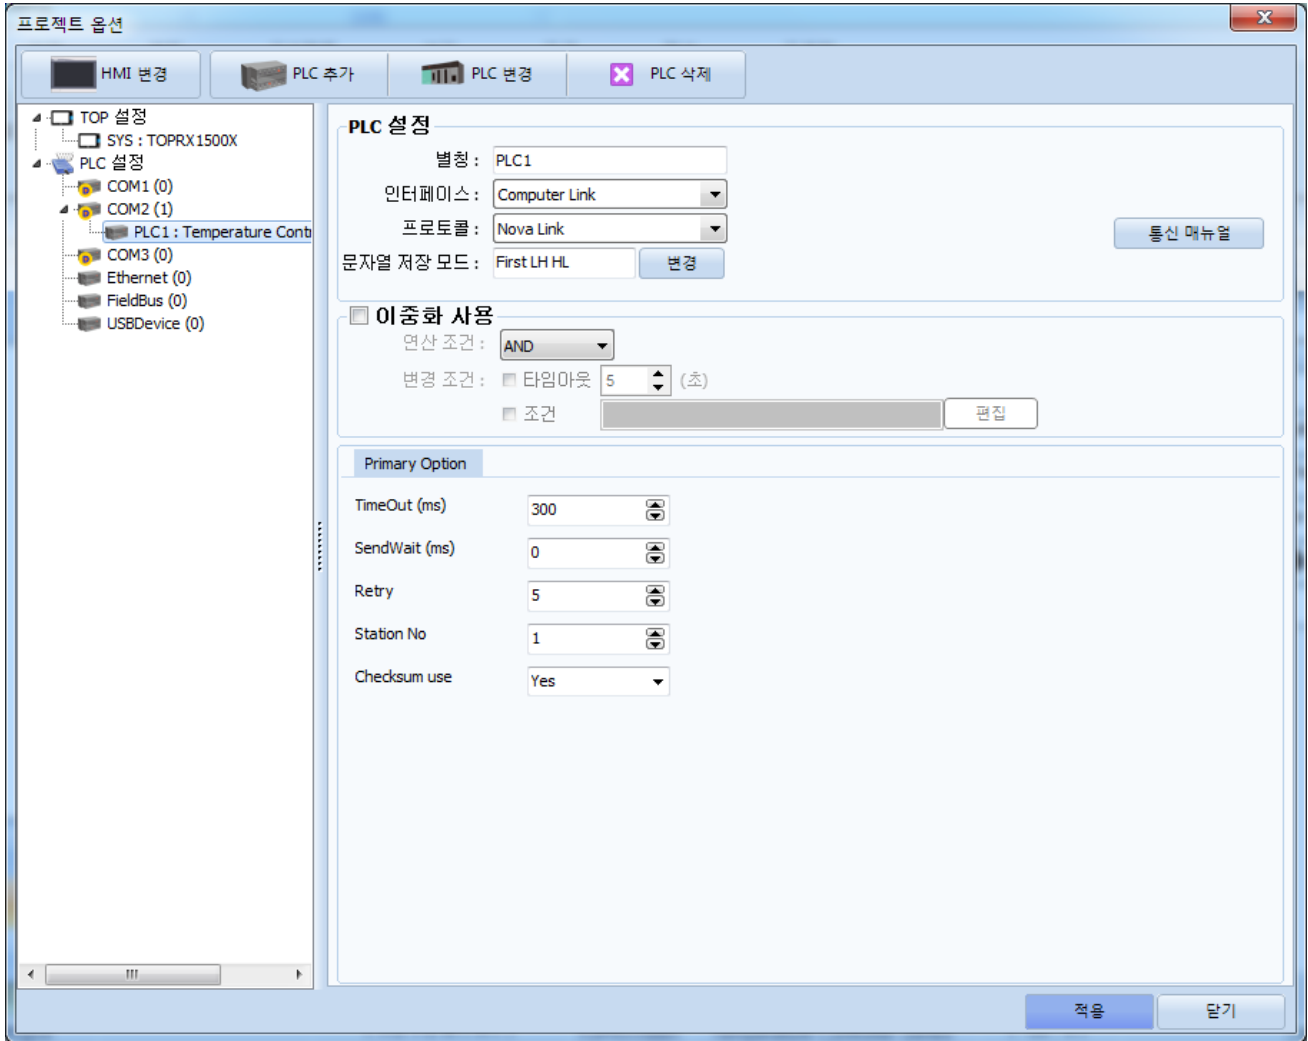 프로젝트 옵션
HMI 변경
PLC 추가
PLC 변경
PLC 삭제
TOP 설정
SYS : TOPRX1500X
PLC 설정
COM1 (0)
COM2 (1)
PLC1 : Temperature Cont
COM3 (0)
Ethernet (0)
FieldBus (0)
USBDevice (0)
PLC 설정
별칭 : PLC1
인터페이스 : Computer Link
프로토콜 : Nova Link
통신 매뉴얼
문자열 저장 모드 : First LH HL 변경
이중화 사용
연산 조건 : AND
변경 조건 : 타임아웃 5 (초)
조건 편집
Primary Option
TimeOut (ms) 300
SendWait (ms) 0
Retry 5
Station No 1
Checksum use Yes
적용 닫기